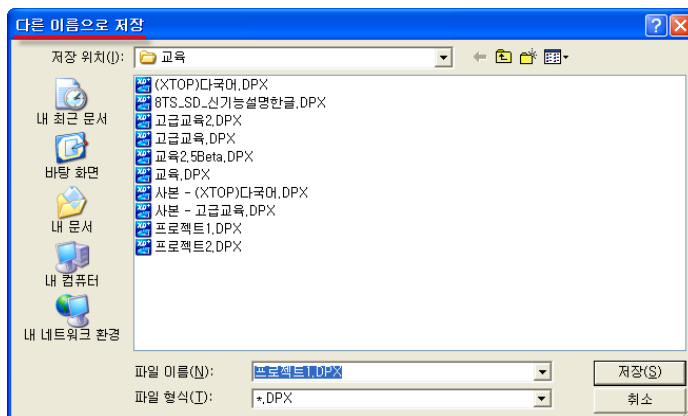 다른 이름으로 저장
저장 위치(I): 교육
(XTOP)다국어.DPX
8TS_SD_신기능설명한글.DPX
고급교육2.DPX
고급교육.DPX
교육2.5Beta.DPX
교육.DPX
사본 - (XTOP)다국어.DPX
사본 - 고급교육.DPX
프로젝트1.DPX
프로젝트2.DPX
내 최근 문서
바탕 화면
내 문서
내 컴퓨터
내 네트워크 환경
파일 이름(N): 프로젝트1.DPX 저장(S)
파일 형식(T): *.DPX 취소